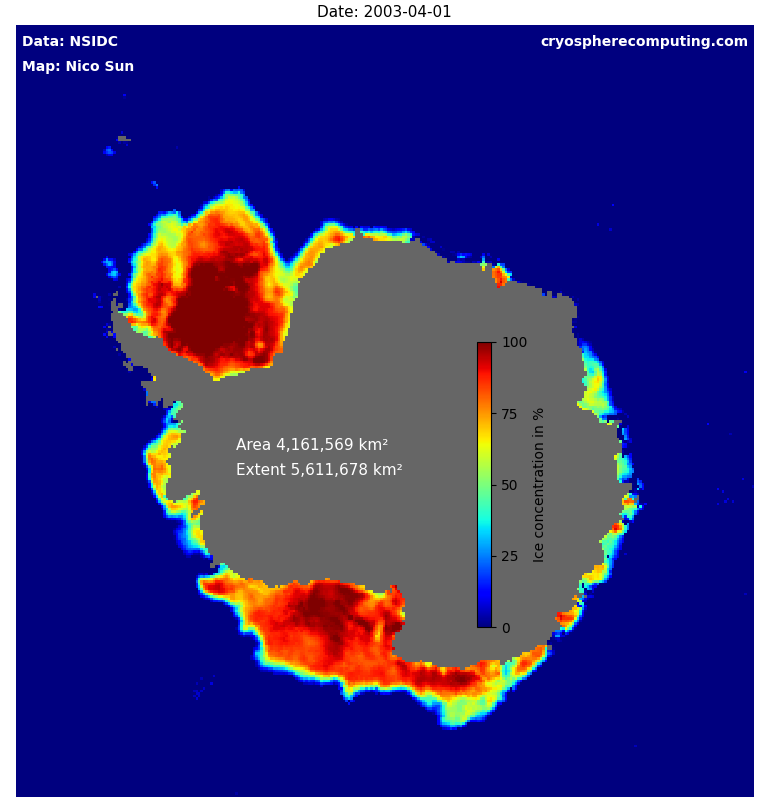 Date: 2003-04-01
Data: NSIDC
cryospherecomputing.com
Map: Nico Sun
100
75
50
25
0
Ice concentration in %
Area 4,161,569 km²
Extent 5,611,678 km²